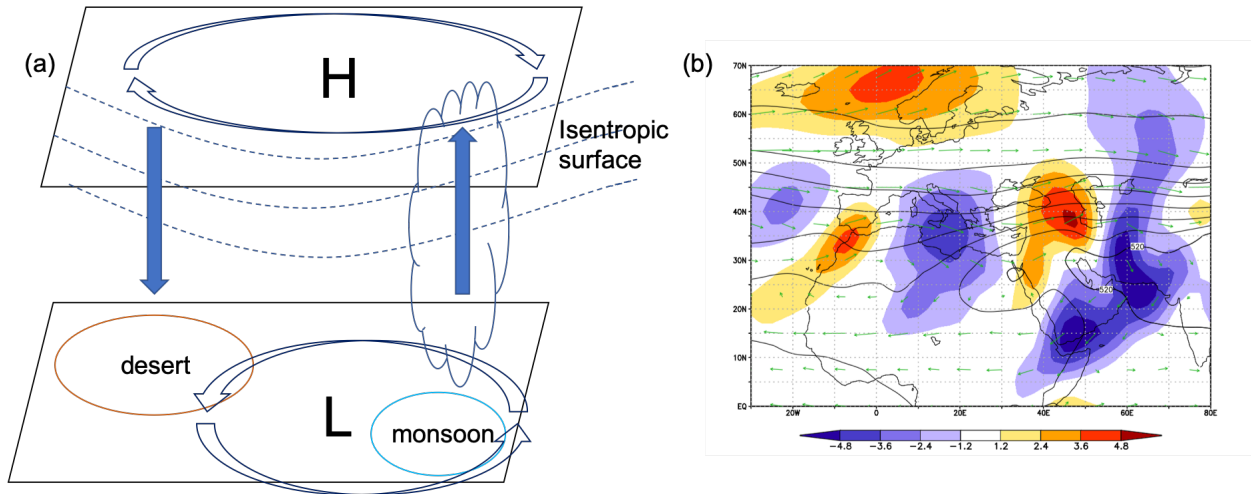 (a)
H
Isentropic
surface
desert
L
monsoon
(b)
70N
60N
50N
40N
30N
20N
10N
EQ
520
520
20W 0 20E 40E 60E 80E
-4.8 -3.6 -2.4 -1.2 1.2 2.4 3.6 4.8